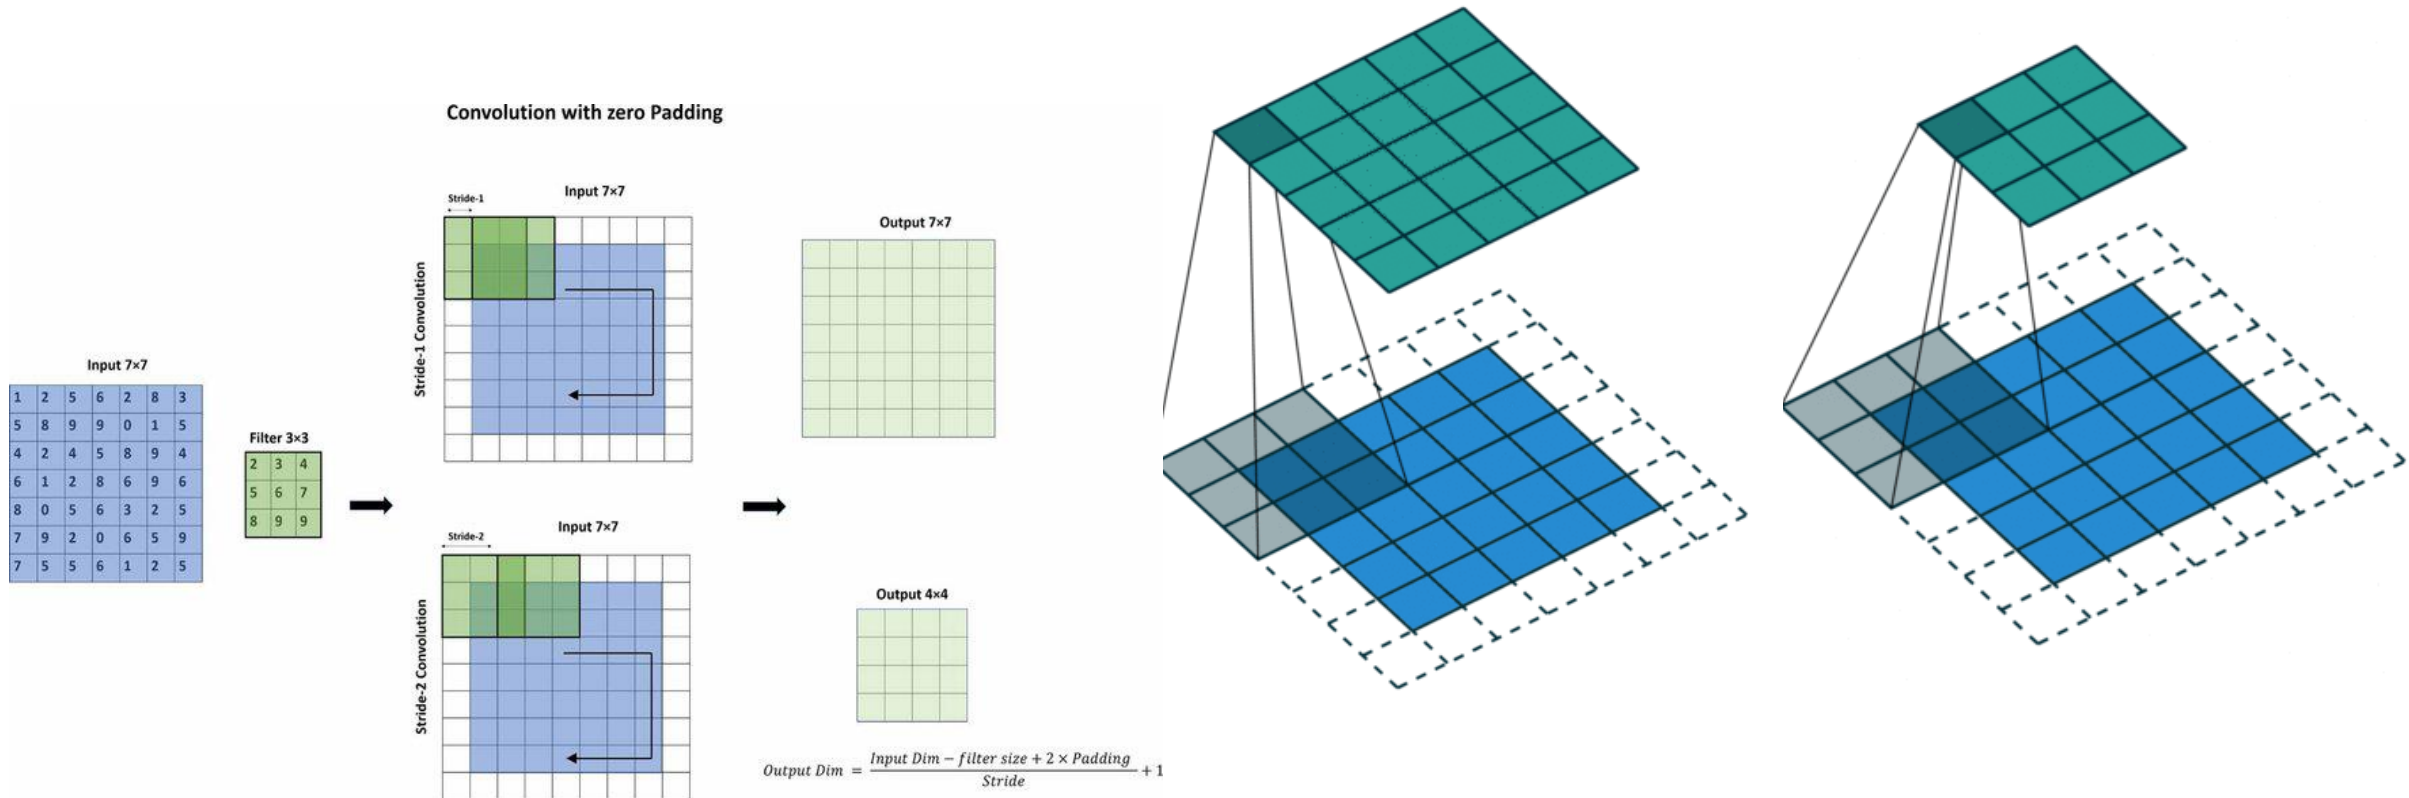 Convolution with zero Padding
Input 7×7
1 2 5 6 2 8 3
5 8 9 9 0 1 5
4 2 4 5 8 9 4
6 1 2 8 6 9 6
8 0 5 6 3 2 5
7 9 2 0 6 5 9
7 5 5 6 1 2 5
Filter 3×3
2 3 4
5 6 7
8 9 9
Stride-1
Input 7×7
Stride-1 Convolution
Output 7×7
Stride-2
Input 7×7
Stride-2 Convolution
Output 4×4
Output Dim = (Input Dim − filter size + 2 × Padding) / Stride + 1